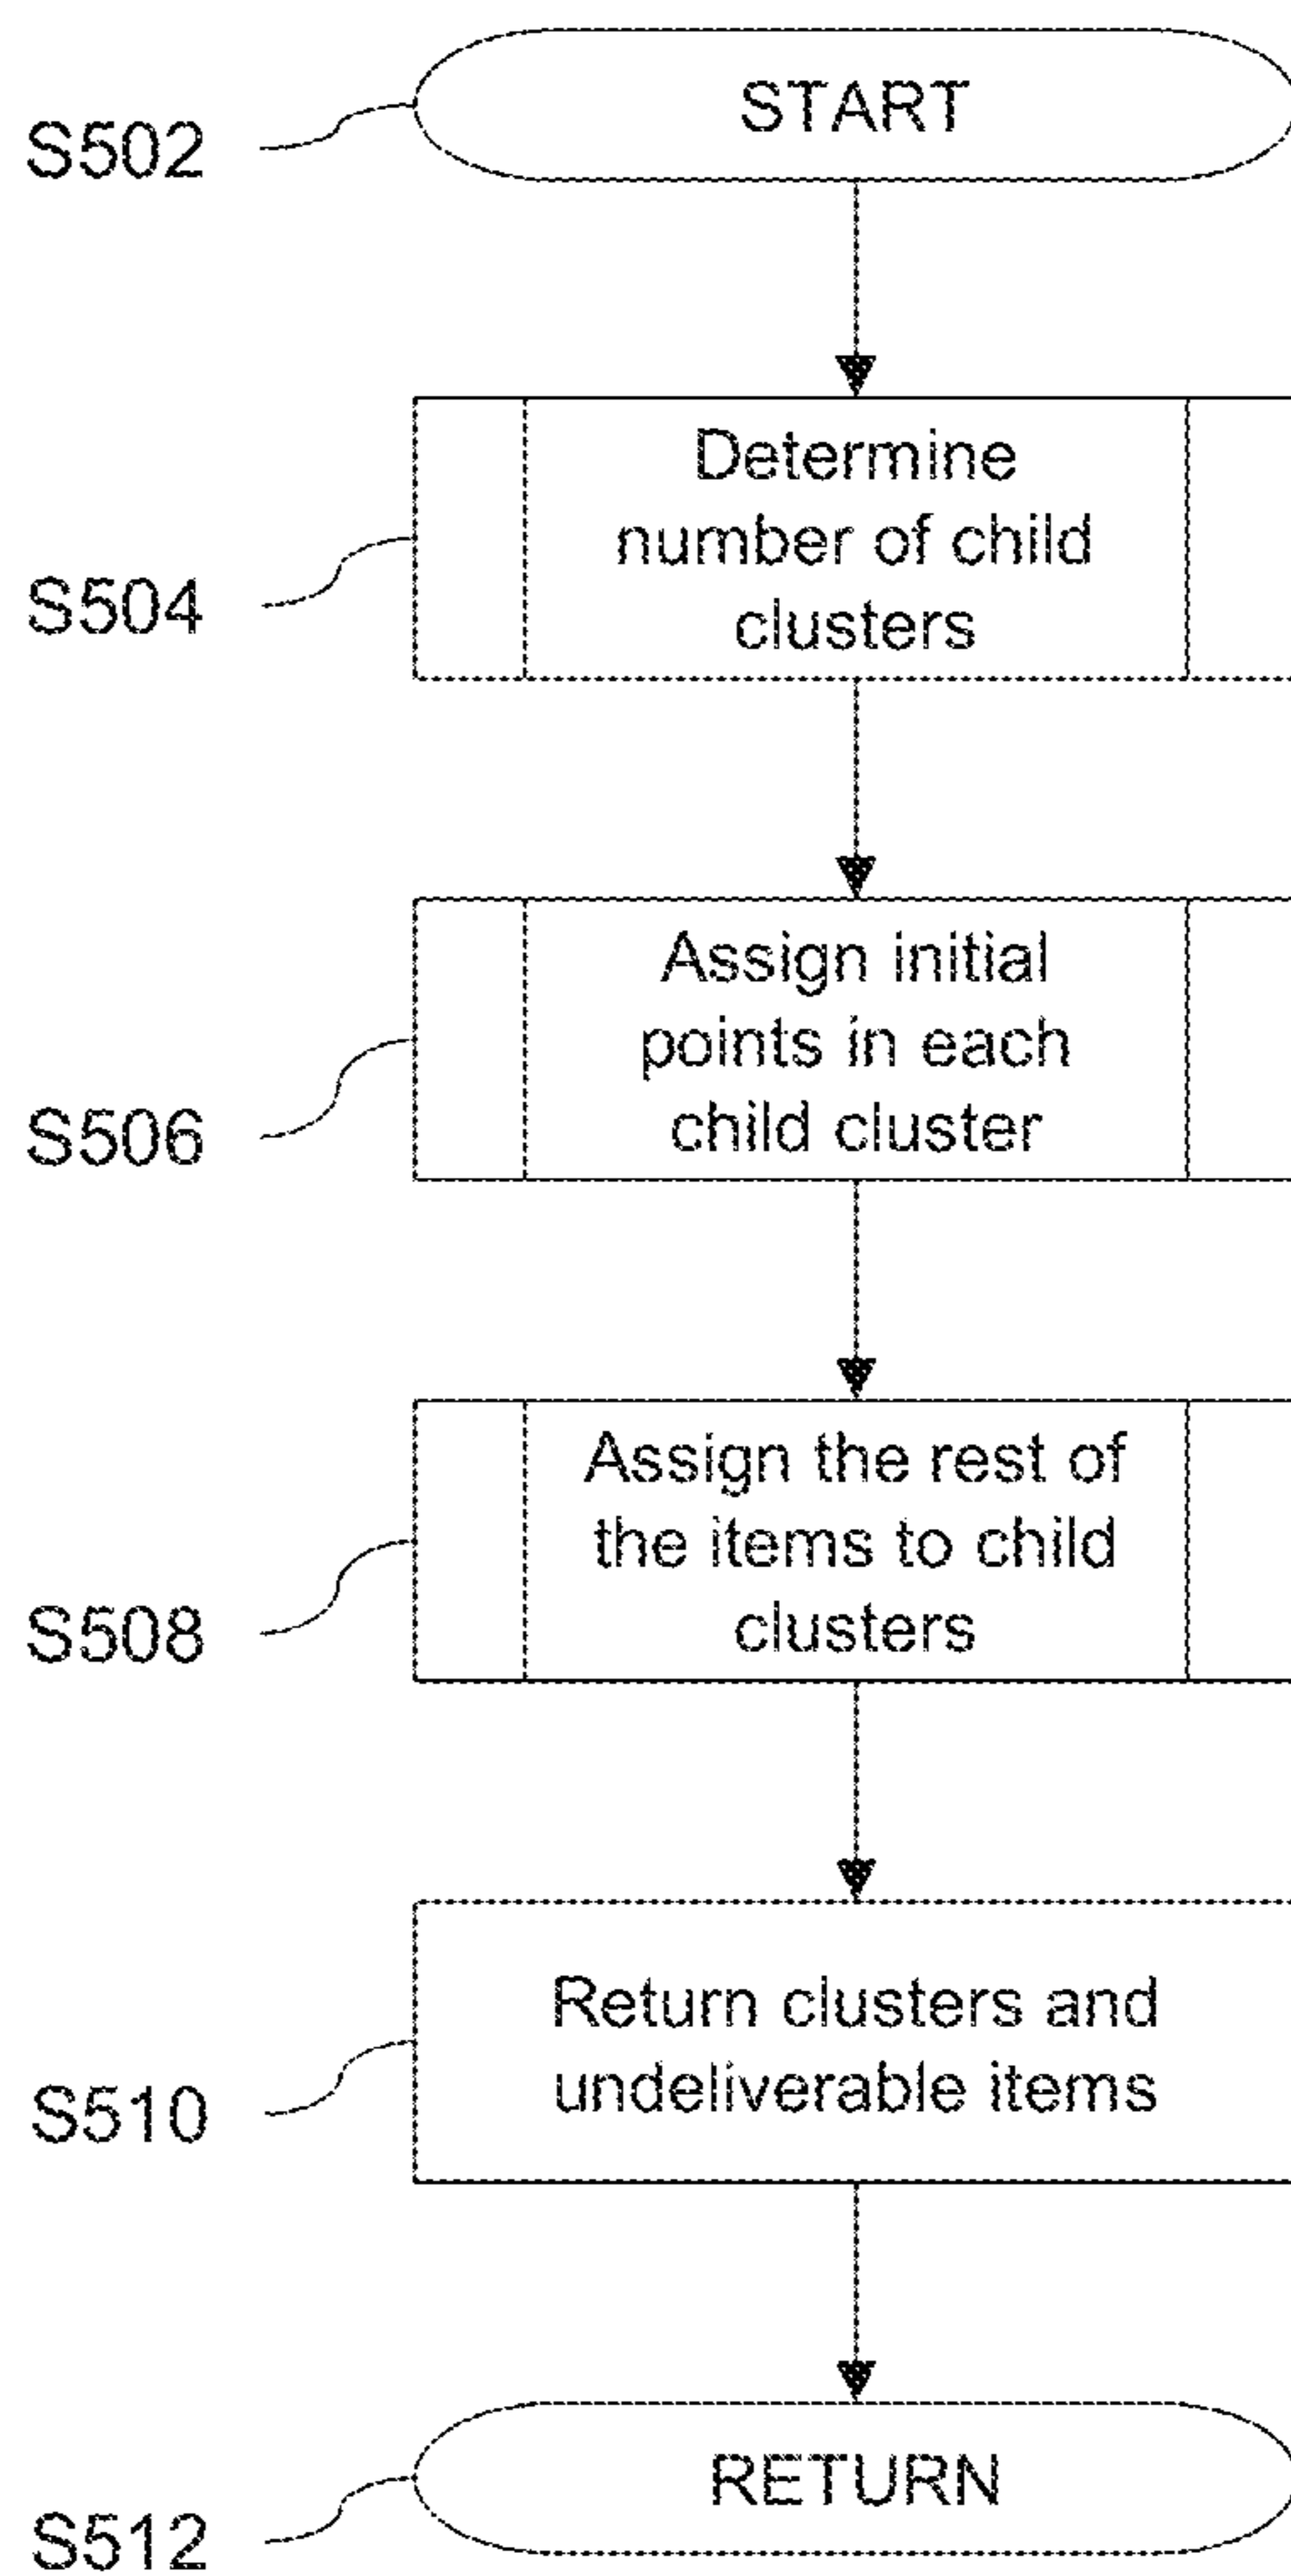 START
S502
Determine
number of child
clusters
S504
Assign initial
points in each
child cluster
S506
Assign the rest of
the items to child
clusters
S508
Return clusters and
undeliverable items
S510
RETURN
S512